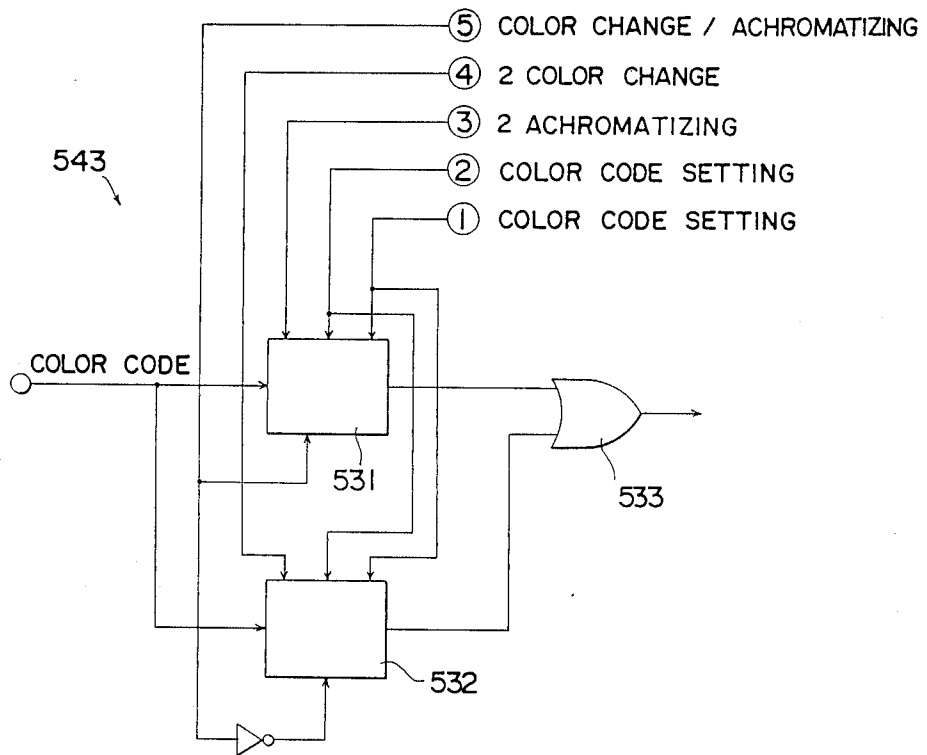 ⑤ COLOR CHANGE / ACHROMATIZING
④ 2 COLOR CHANGE
③ 2 ACHROMATIZING
② COLOR CODE SETTING
① COLOR CODE SETTING
543
COLOR CODE
531
533
532